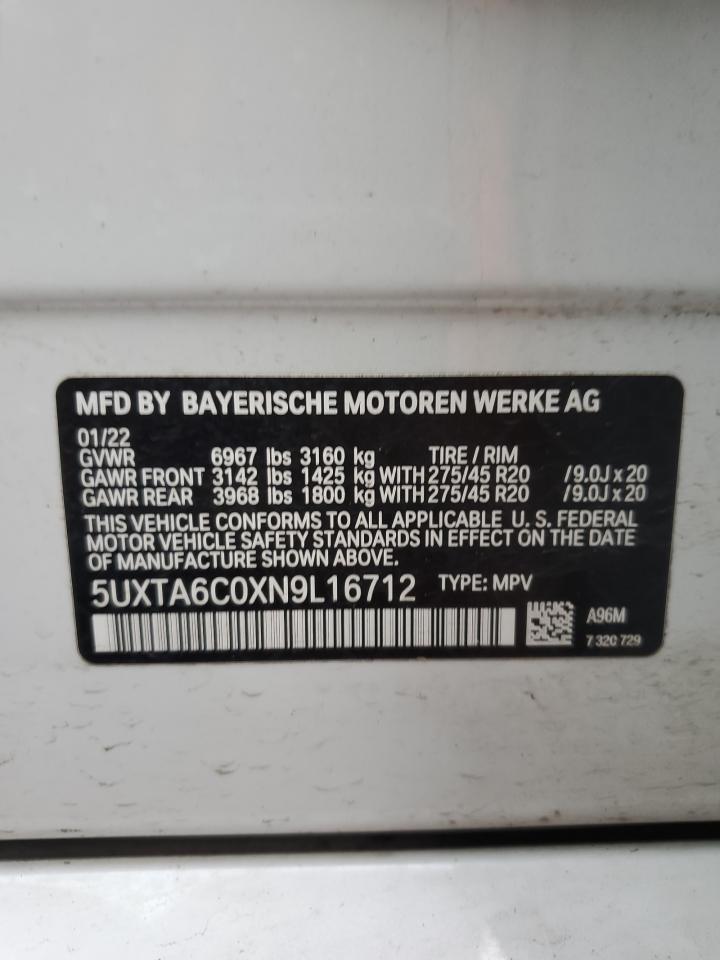 MFD BY BAYERISCHE MOTOREN WERKE AG
01/22
GVWR 6967 lbs 3160 kg TIRE / RIM
GAWR FRONT 3142 lbs 1425 kg WITH 275/45 R20 /9.0J x 20
GAWR REAR 3968 lbs 1800 kg WITH 275/45 R20 /9.0J x 20
THIS VEHICLE CONFORMS TO ALL APPLICABLE U. S. FEDERAL
MOTOR VEHICLE SAFETY STANDARDS IN EFFECT ON THE DATE
OF MANUFACTURE SHOWN ABOVE.
5UXTA6C0XN9L16712 TYPE: MPV
A96M
7 320 729